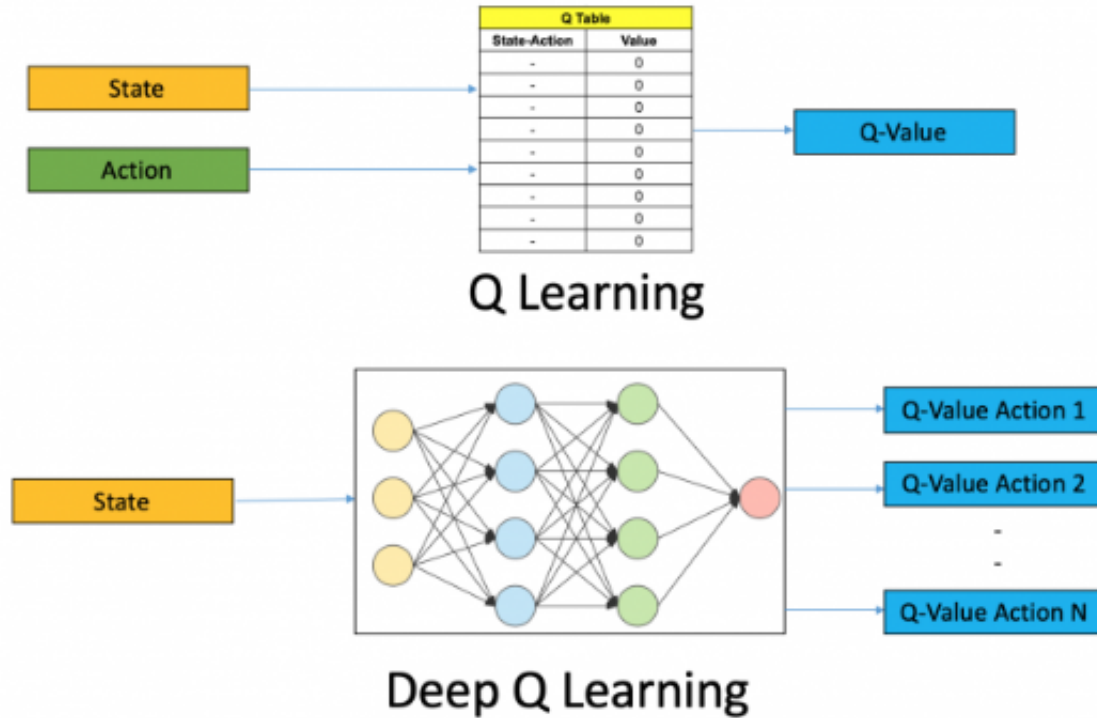 Q Table
State-Action Value
- 0
- 0
- 0
- 0
- 0
- 0
- 0
- 0
- 0
State
Action
Q-Value
Q Learning
State
Q-Value Action 1
Q-Value Action 2
-
-
Q-Value Action N
Deep Q Learning